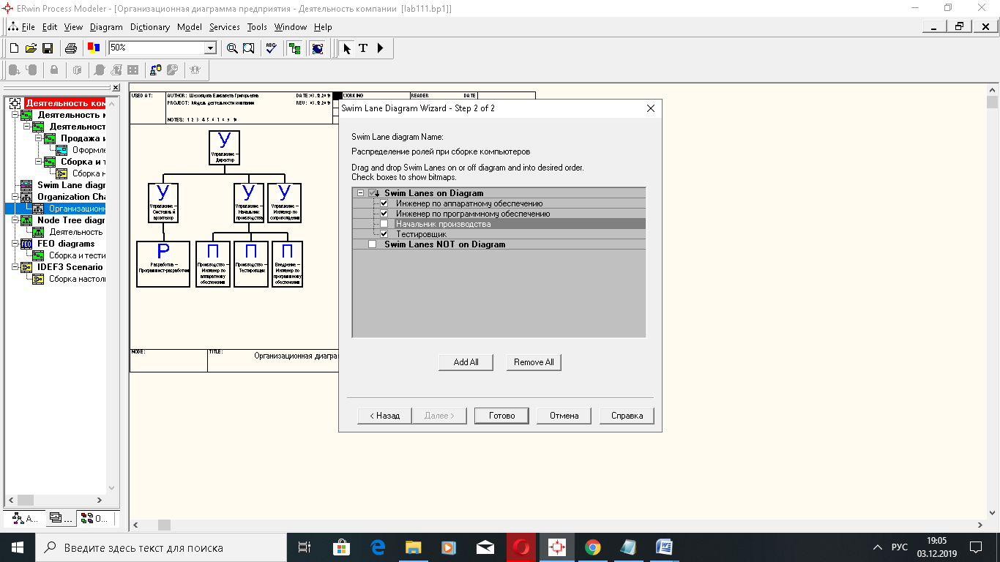 ERwin Process Modeler - [Организационная диаграмма предприятия - Деятельность компании [lab111.bp1]]
File Edit View Diagram Dictionary Model Services Tools Window Help
50%
Деятельность ком
Деятельность к
Деятельност
Продажа и
Оформле
Сборка и т
Сборка н
Swim Lane diagr
Organization Cha
Организационн
Node Tree diagr
Деятельность
FEO diagrams
Сборка и тести
IDEF3 Scenario
Сборка настол
A...
...
O...
USED AT:
AUTHOR: Шеховцова Елизавета Григорьевна
DATE: 03.12.2019
PROJECT: Модель деятельности компании
REV: 03.12.2019
NOTES: 1 2 3 4 5 6 7 8 9 10
WORKING
READER
DATE
У
Управление –
Директор
У
Управление –
Системный
архитектор
У
Управление –
Начальник
производства
У
Управление –
Инженер по
сопровождению
Р
Разработка –
Программист-разработчик
П
Производство –
Инженер по
аппаратному
обеспечению
П
Производство –
Тестировщик
П
Внедрение –
Инженер по
программному
обеспечению
NODE:
TITLE:
Организационная диагра
Swim Lane Diagram Wizard - Step 2 of 2
Swim Lane diagram Name:
Распределение ролей при сборке компьютеров
Drag and drop Swim Lanes on or off diagram and into desired order.
Check boxes to show bitmaps.
Swim Lanes on Diagram
Инженер по аппаратному обеспечению
Инженер по программному обеспечению
Начальник производства
Тестировщик
Swim Lanes NOT on Diagram
Add All
Remove All
< Назад
Далее >
Готово
Отмена
Справка
Введите здесь текст для поиска
РУС
19:05
03.12.2019